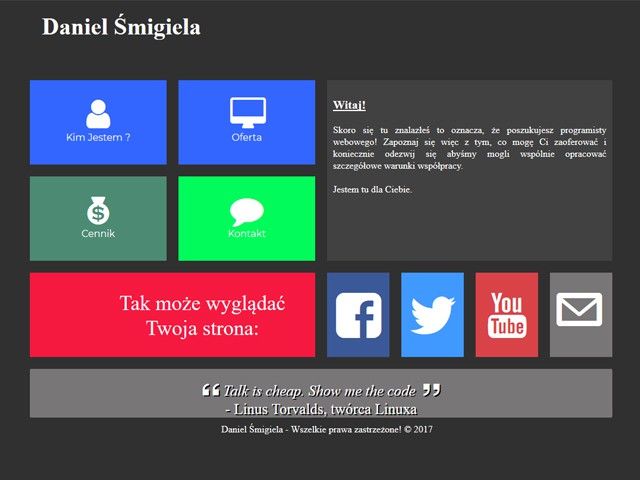 Daniel Śmigiela
Kim Jestem ?
Oferta
Witaj!
Skoro się tu znalazłeś to oznacza, że poszukujesz programisty
webowego! Zapoznaj się więc z tym, co mogę Ci zaoferować i
koniecznie odezwij się abyśmy mogli wspólnie opracować
szczegółowe warunki współpracy.
Jestem tu dla Ciebie.
$
Cennik
Kontakt
Tak może wyglądać
Twoja strona:
f
You
Tube
❝ Talk is cheap. Show me the code ❞
- Linus Torvalds, twórca Linuxa
Daniel Śmigiela - Wszelkie prawa zastrzeżone! © 2017